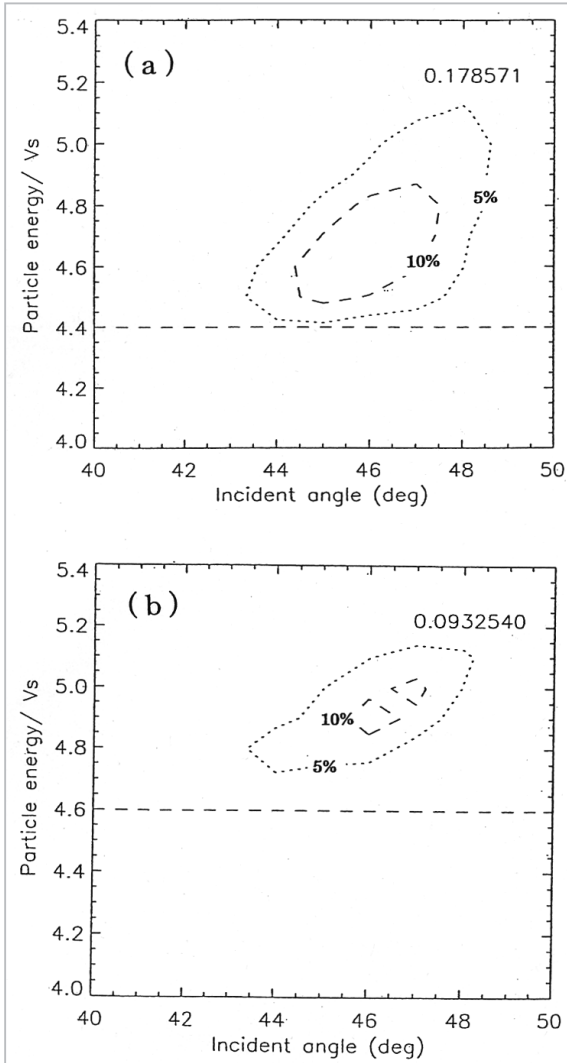 (a)
0.178571
5%
10%
5.4
5.2
5.0
4.8
4.6
4.4
4.2
4.0
Particle energy/ Vs
40 42 44 46 48 50
Incident angle (deg)
(b)
0.0932540
10%
5%
5.4
5.2
5.0
4.8
4.6
4.4
4.2
4.0
Particle energy/ Vs
40 42 44 46 48 50
Incident angle (deg)